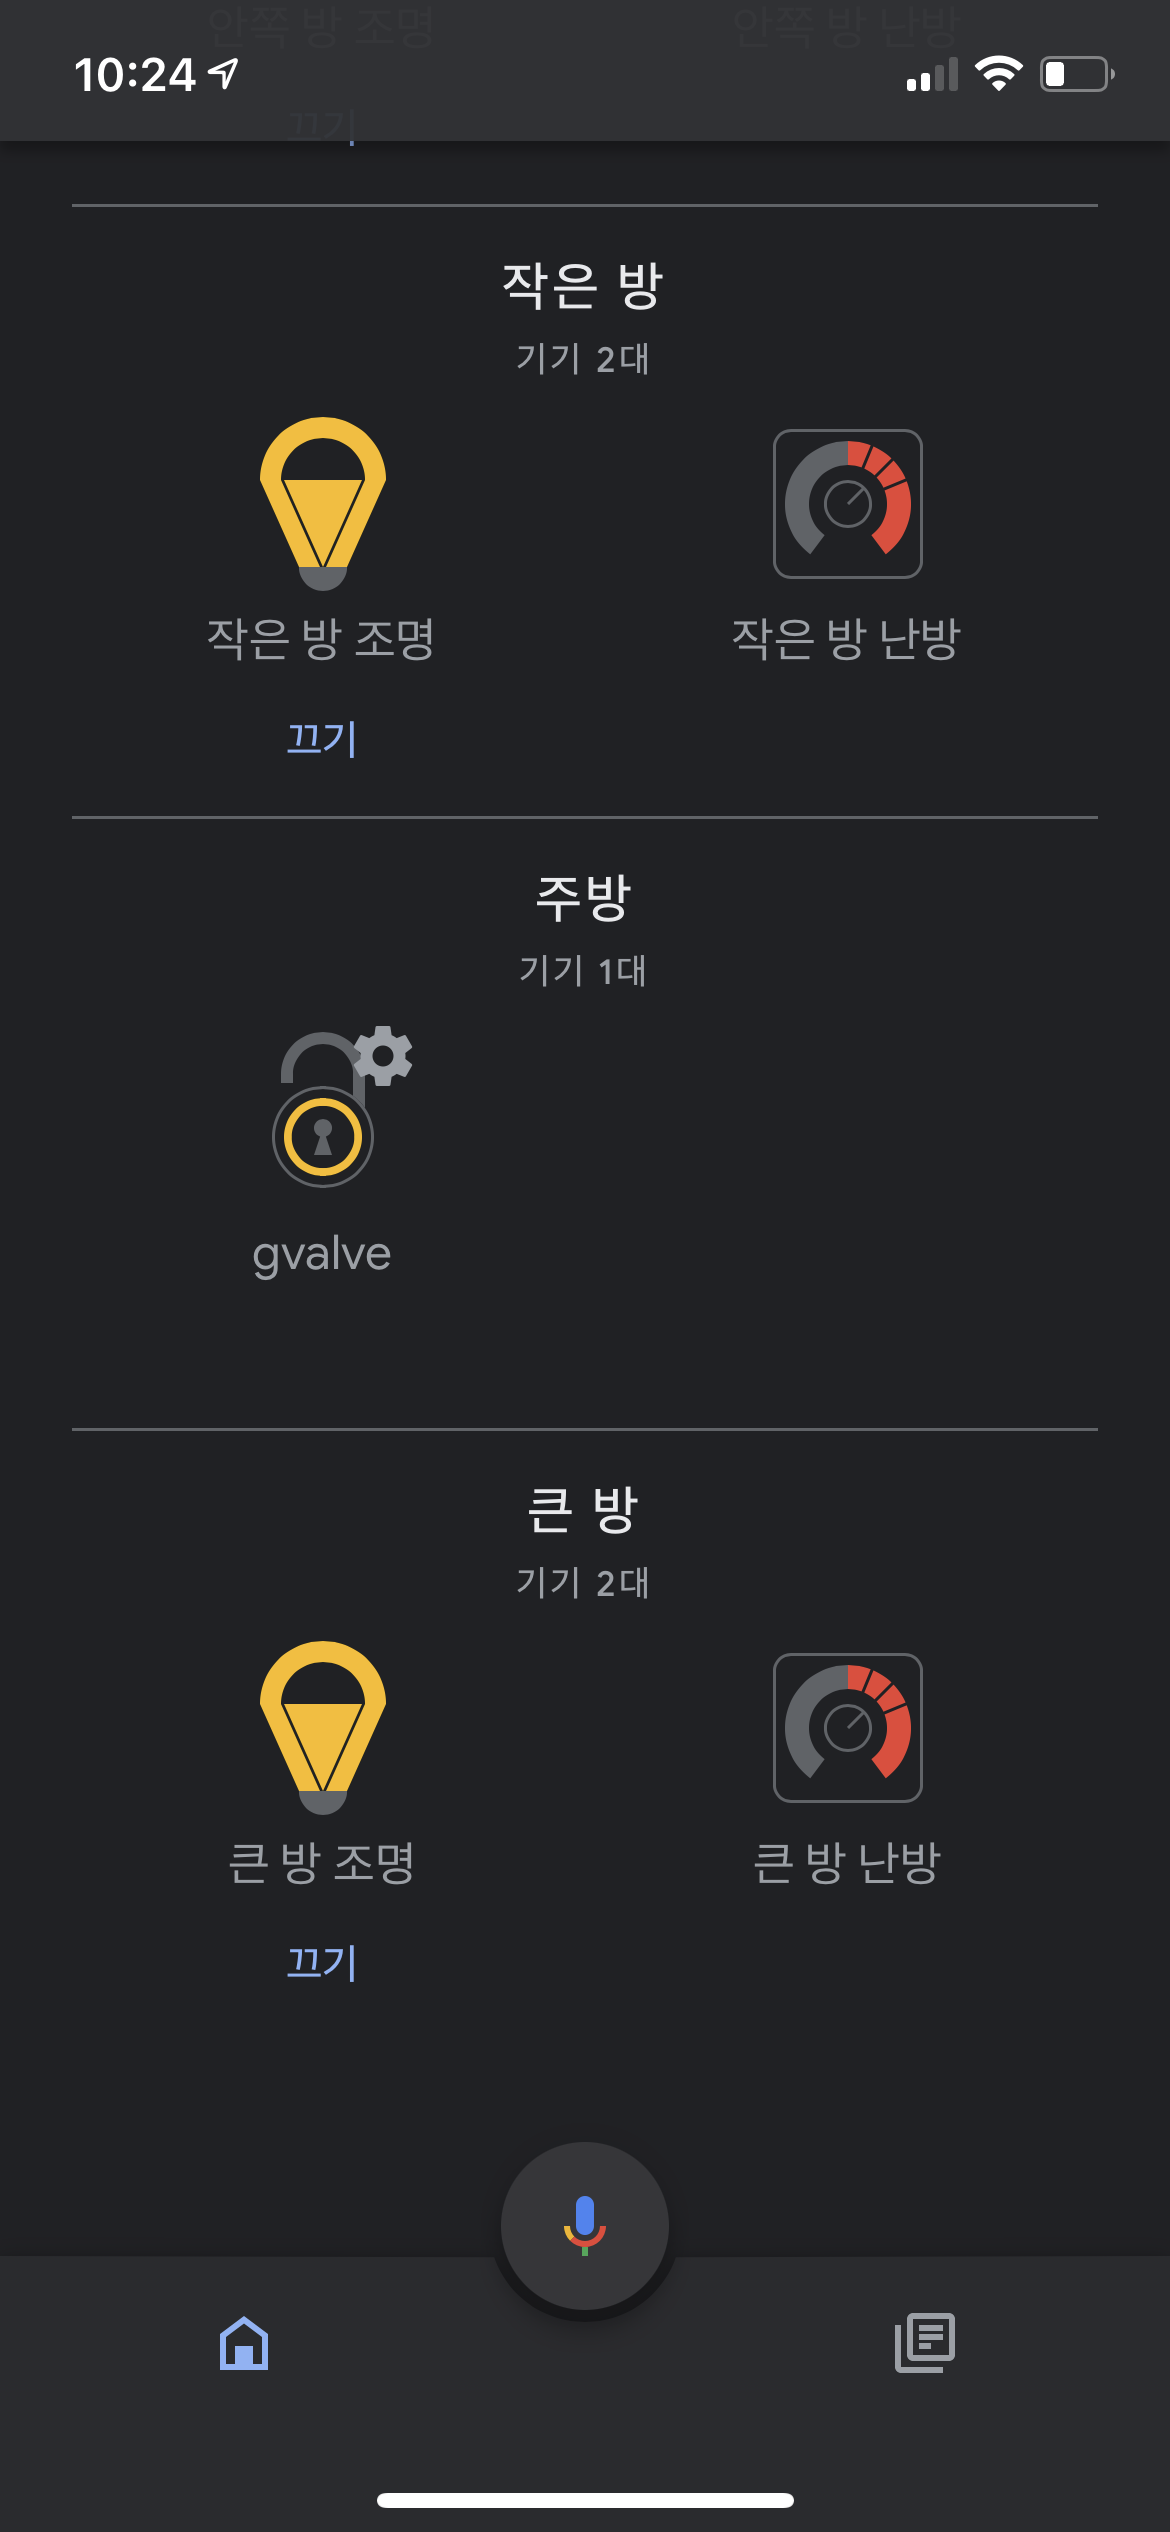 안쪽 방 조명 안쪽 방 난방
10:24
끄기
작은 방
기기 2대
작은 방 조명 작은 방 난방
끄기
주방
기기 1대
gvalve
큰 방
기기 2대
큰 방 조명 큰 방 난방
끄기